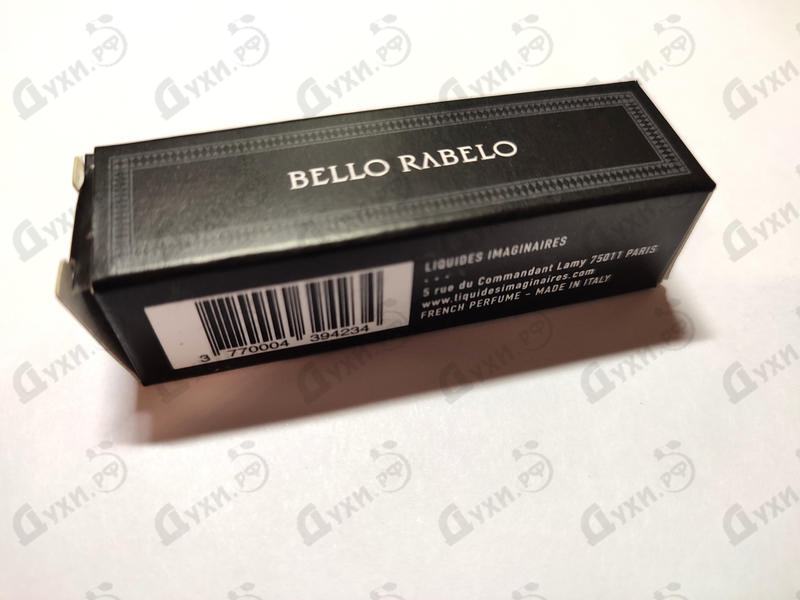 BELLO RABELO
LIQUIDES IMAGINAIRES
5 rue du Commandant Lamy 75011 PARIS
www.liquidesimaginaires.com
FRENCH PERFUME - MADE IN ITALY
3 770004 394234
Духи.рф